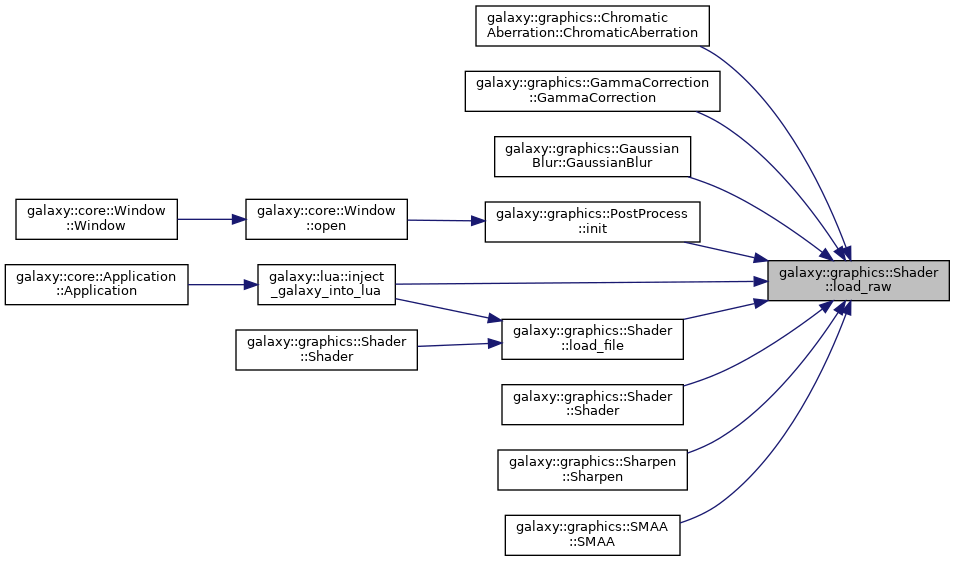 galaxy::graphics::Chromatic
Aberration::ChromaticAberration
galaxy::graphics::GammaCorrection
::GammaCorrection
galaxy::graphics::Gaussian
Blur::GaussianBlur
galaxy::core::Window
::Window
galaxy::core::Window
::open
galaxy::graphics::PostProcess
::init
galaxy::graphics::Shader
::load_raw
galaxy::core::Application
::Application
galaxy::lua::inject
_galaxy_into_lua
galaxy::graphics::Shader
::Shader
galaxy::graphics::Shader
::load_file
galaxy::graphics::Shader
::Shader
galaxy::graphics::Sharpen
::Sharpen
galaxy::graphics::SMAA
::SMAA